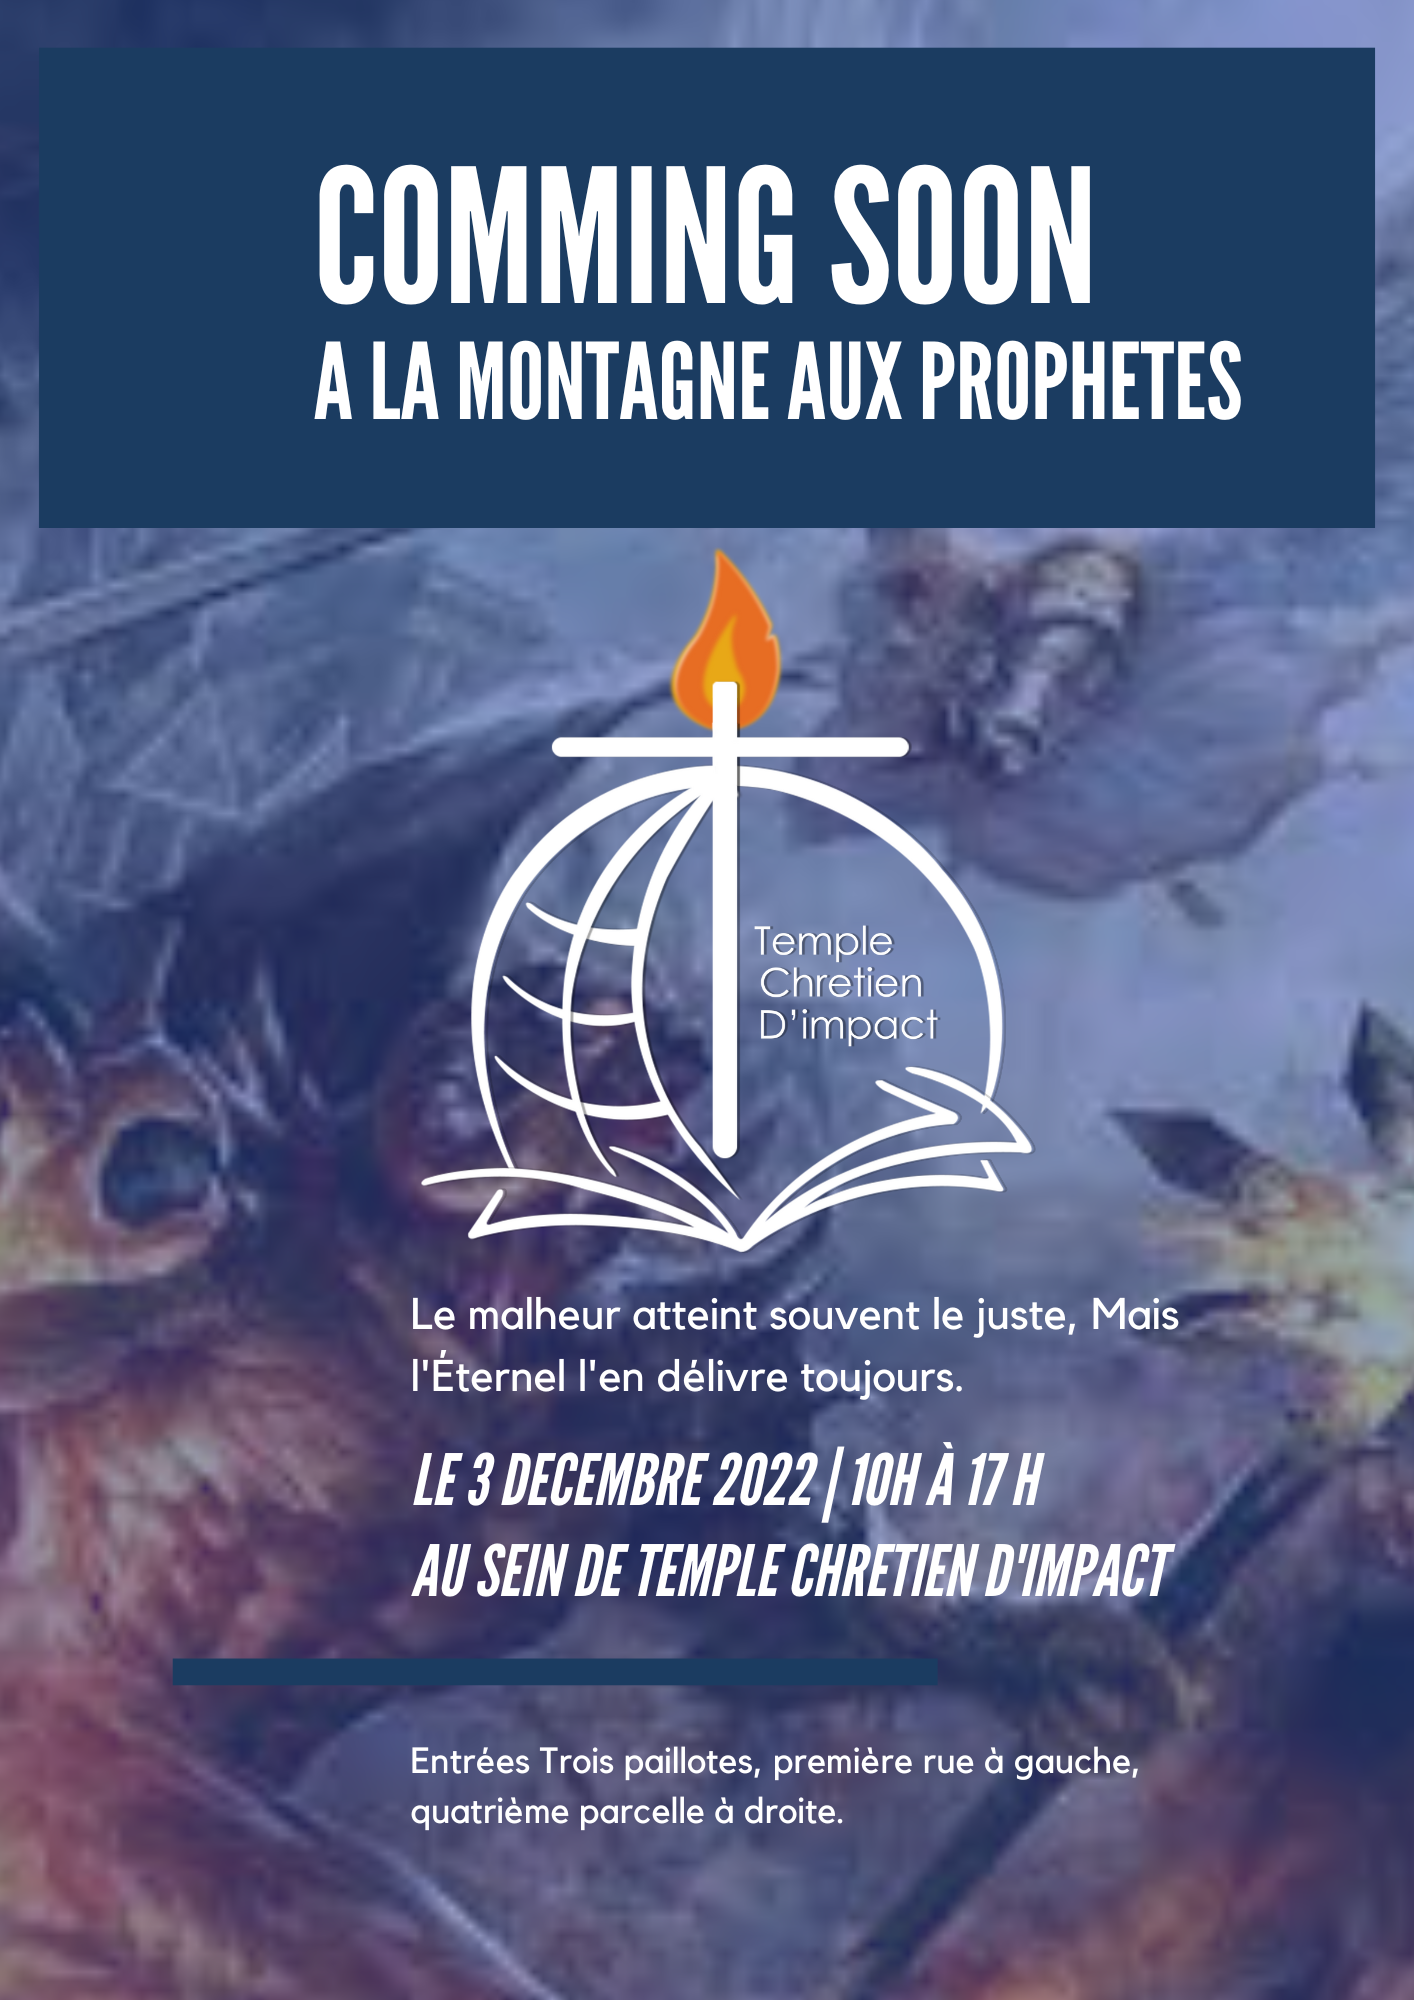 COMMING SOON
A LA MONTAGNE AUX PROPHETES
Temple
Chretien
D'impact
Le malheur atteint souvent le juste, Mais
l'Éternel l'en délivre toujours.
LE 3 DECEMBRE 2022 | 10H À 17 H
AU SEIN DE TEMPLE CHRETIEN D'IMPACT
Entrées Trois paillotes, première rue à gauche,
quatrième parcelle à droite.